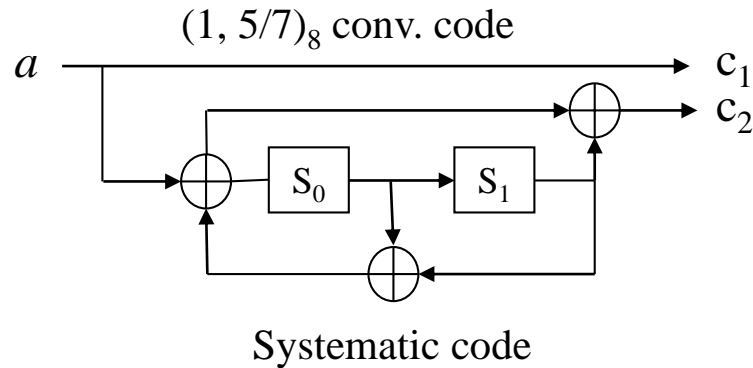 (1, 5/7)₈ conv. code
a c₁
c₂
S₀ S₁
Systematic code